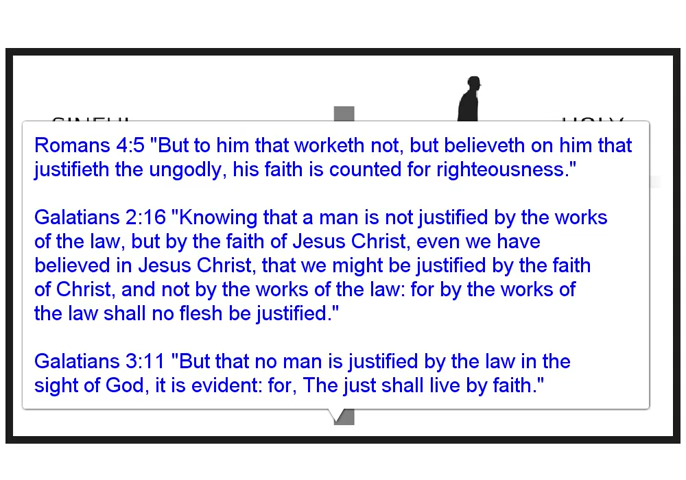 Romans 4:5 "But to him that worketh not, but believeth on him that
justifieth the ungodly, his faith is counted for righteousness."
Galatians 2:16 "Knowing that a man is not justified by the works
of the law, but by the faith of Jesus Christ, even we have
believed in Jesus Christ, that we might be justified by the faith
of Christ, and not by the works of the law: for by the works of
the law shall no flesh be justified."
Galatians 3:11 "But that no man is justified by the law in the
sight of God, it is evident: for, The just shall live by faith."